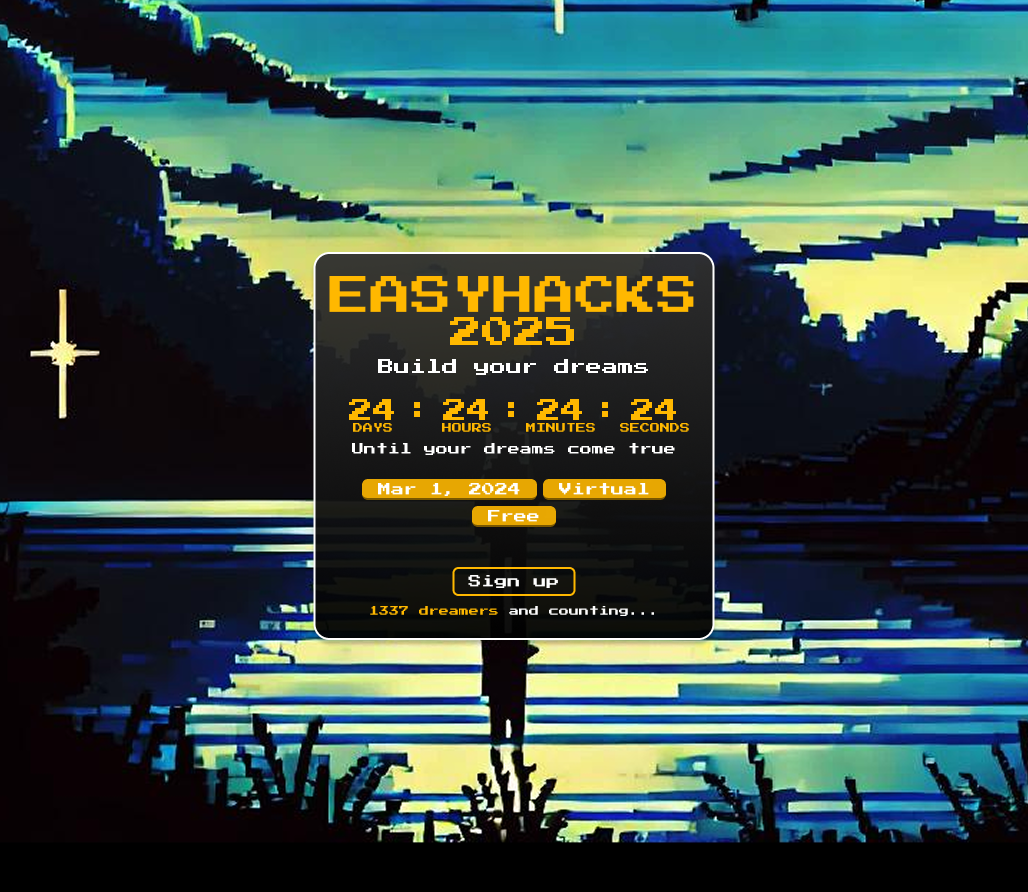 EASYHACKS
2025
Build your dreams
24 : 24 : 24 : 24
DAYS HOURS MINUTES SECONDS
Until your dreams come true
Mar 1, 2024 Virtual
Free
Sign up
1337 dreamers and counting...